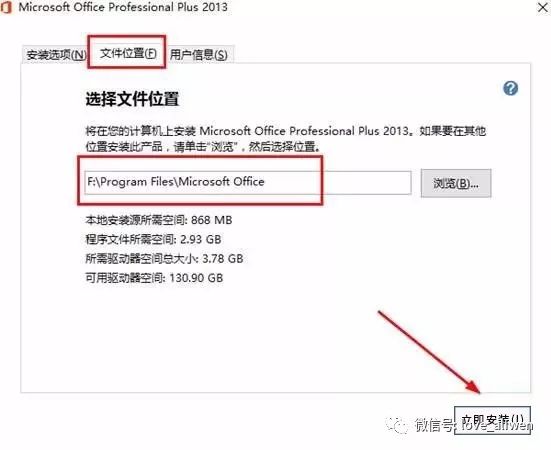 Microsoft Office Professional Plus 2013
安装选项(N) 文件位置(F) 用户信息(S)
选择文件位置
将在您的计算机上安装 Microsoft Office Professional Plus 2013。如果要在其他
位置安装此产品，请单击"浏览"，然后选择位置。
F:\Program Files\Microsoft Office
浏览(B)...
本地安装源所需空间: 868 MB
程序文件所需空间: 2.93 GB
所需驱动器空间总大小: 3.78 GB
可用驱动器空间: 130.90 GB
立即安装(I)
微信号: love_aiiwen